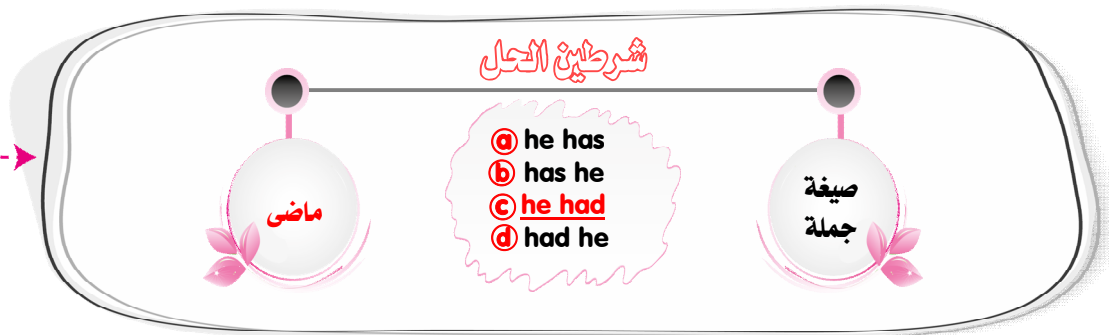 شرطين الحل
صيغة
جملة
ⓐ he has
ⓑ has he
ⓒ he had
ⓓ had he
ماضى